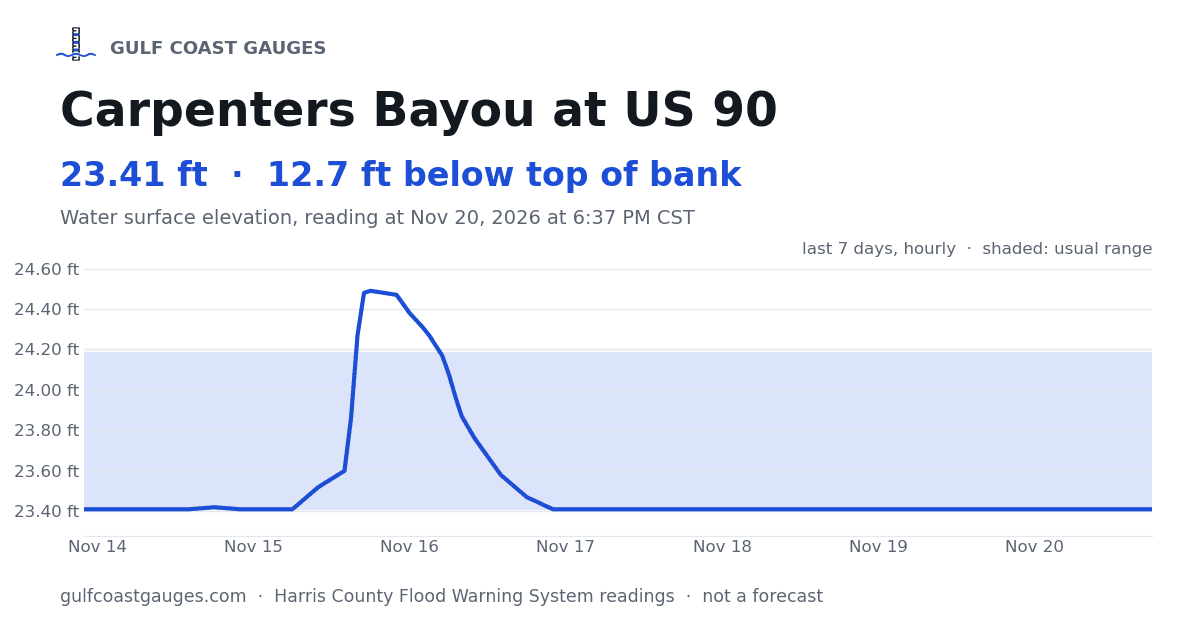 GULF COAST GAUGES
Carpenters Bayou at US 90
23.41 ft · 12.7 ft below top of bank
Water surface elevation, reading at Nov 20, 2026 at 6:37 PM CST
last 7 days, hourly · shaded: usual range
24.60 ft
24.40 ft
24.20 ft
24.00 ft
23.80 ft
23.60 ft
23.40 ft
Nov 14 Nov 15 Nov 16 Nov 17 Nov 18 Nov 19 Nov 20
gulfcoastgauges.com · Harris County Flood Warning System readings · not a forecast